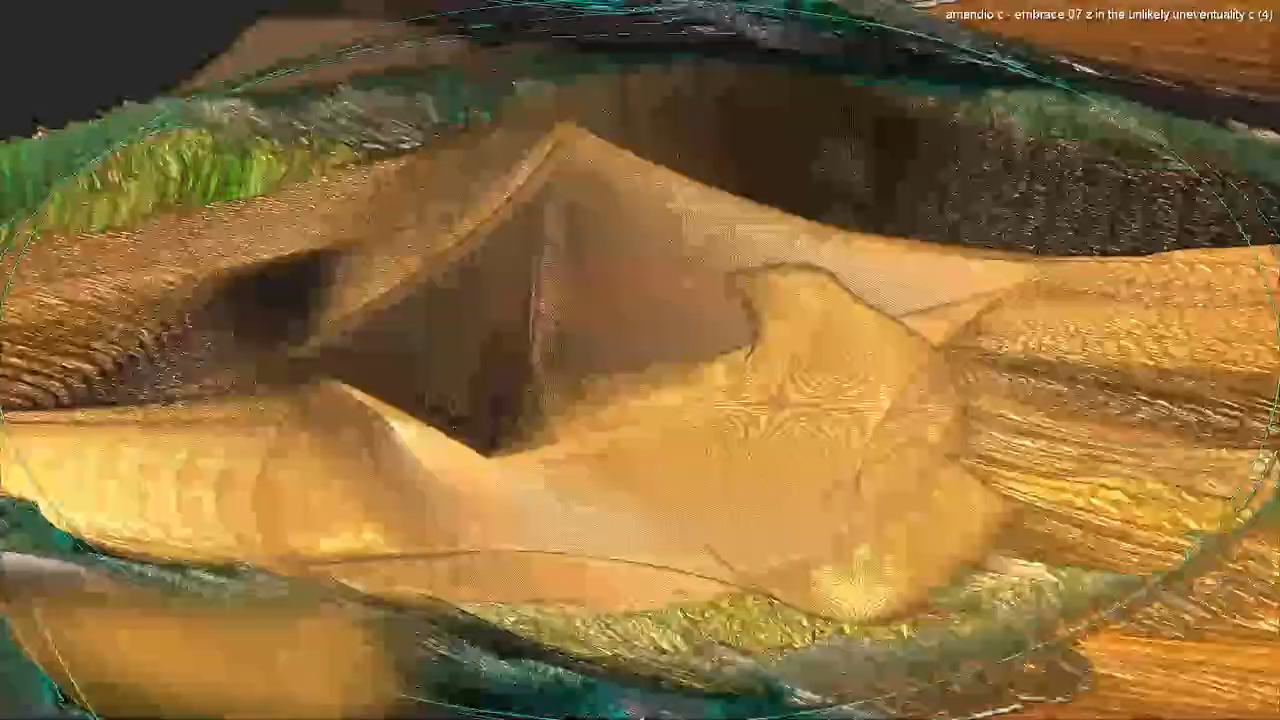 amendio c - embrace 07 z in the unlikely uneventuality c (4)